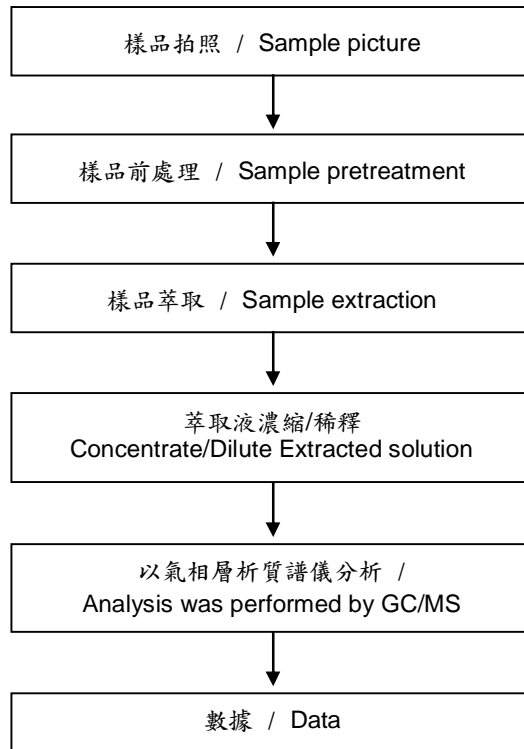 樣品拍照 / Sample picture
樣品前處理 / Sample pretreatment
樣品萃取 / Sample extraction
萃取液濃縮/稀釋
Concentrate/Dilute Extracted solution
以氣相層析質譜儀分析 /
Analysis was performed by GC/MS
數據 / Data